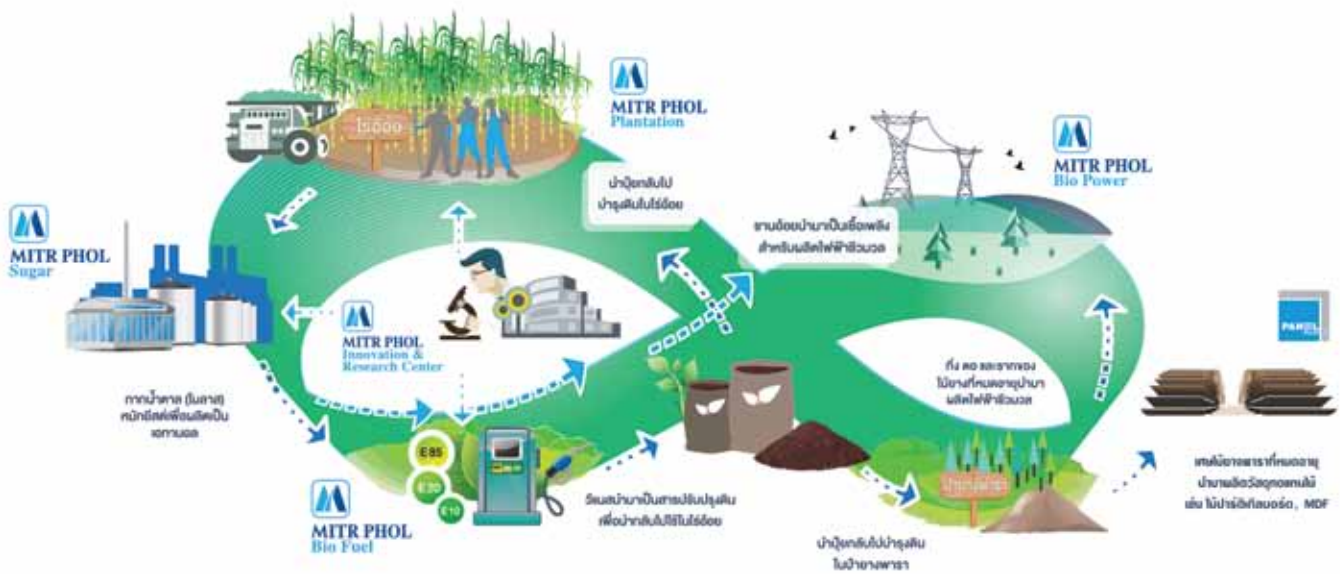 MITR PHOL
Plantation
ไร่อ้อย
นำปุ๋ยกลับไป
บำรุงดินในไร่อ้อย
MITR PHOL
Bio Power
ชานอ้อยนำมาเป็นเชื้อเพลิง
สำหรับผลิตไฟฟ้าชีวมวล
MITR PHOL
Sugar
MITR PHOL
Innovation &
Research Center
กากน้ำตาล (โมลาส)
หมักยีสต์เพื่อผลิตเป็น
เอทานอล
E85
E20
E10
MITR PHOL
Bio Fuel
วีแนสนำมาเป็นสารปรับปรุงดิน
เพื่อนำกลับไปใช้ในไร่อ้อย
นำปุ๋ยกลับไปบำรุงดิน
ในป่ายางพารา
ป่ายางพารา
กิ่ง ตอ และรากของ
ไม้ยางที่หมดอายุนำมา
ผลิตไฟฟ้าชีวมวล
PANEL
เศษไม้ยางพาราที่หมดอายุ
นำมาผลิตวัสดุทดแทนไม้
เช่น ไม้ปาร์ติเกิลบอร์ด, MDF